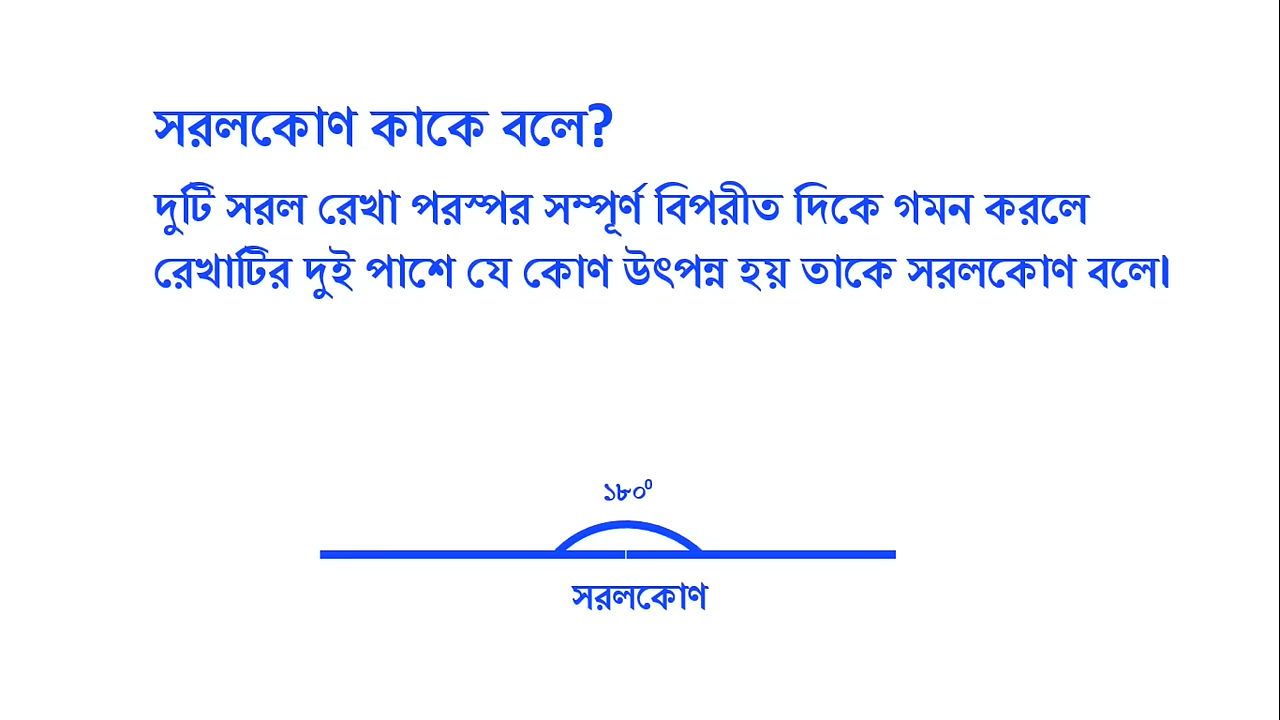 সরলকোণ কাকে বলে?
দুটি সরল রেখা পরস্পর সম্পূর্ণ বিপরীত দিকে গমন করলে
রেখাটির দুই পাশে যে কোণ উৎপন্ন হয় তাকে সরলকোণ বলে।
১৮০⁰
সরলকোণ